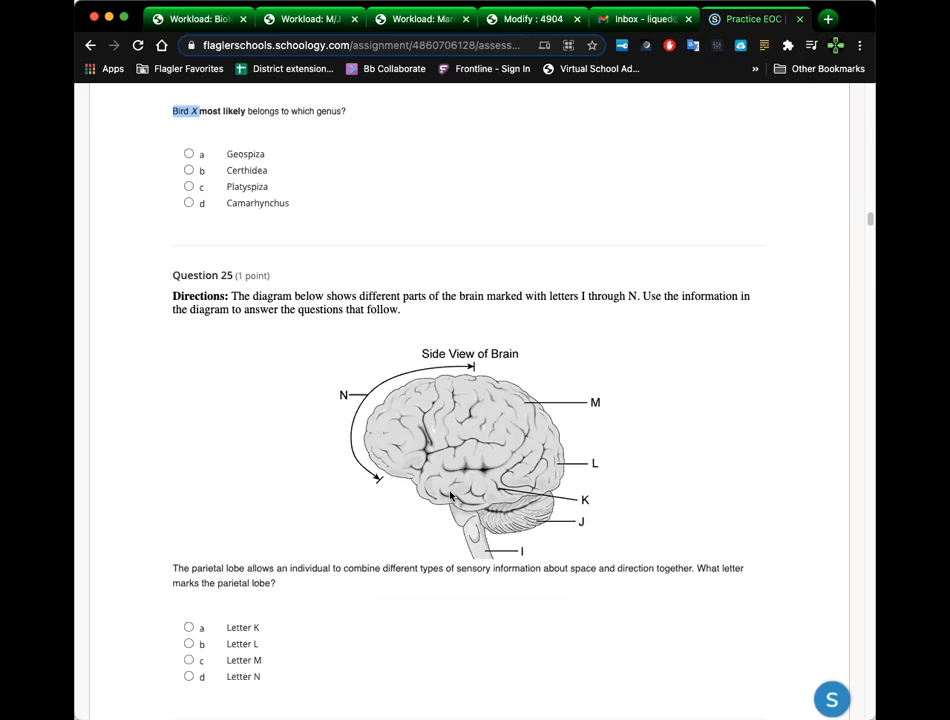 Workload: Biol
Workload: M/J
Workload: Mar
Modify : 4904
Inbox - liqued
Practice EOC
flaglerschools.schoology.com/assignment/4860706128/assess...
Apps
Flagler Favorites
District extension...
Bb Collaborate
Frontline - Sign In
Virtual School Ad...
»
Other Bookmarks
Bird X most likely belongs to which genus?
a Geospiza
b Certhidea
c Platyspiza
d Camarhynchus
Question 25 (1 point)
Directions: The diagram below shows different parts of the brain marked with letters I through N. Use the information in
the diagram to answer the questions that follow.
Side View of Brain
N
M
L
K
J
I
The parietal lobe allows an individual to combine different types of sensory information about space and direction together. What letter
marks the parietal lobe?
a Letter K
b Letter L
c Letter M
d Letter N
S